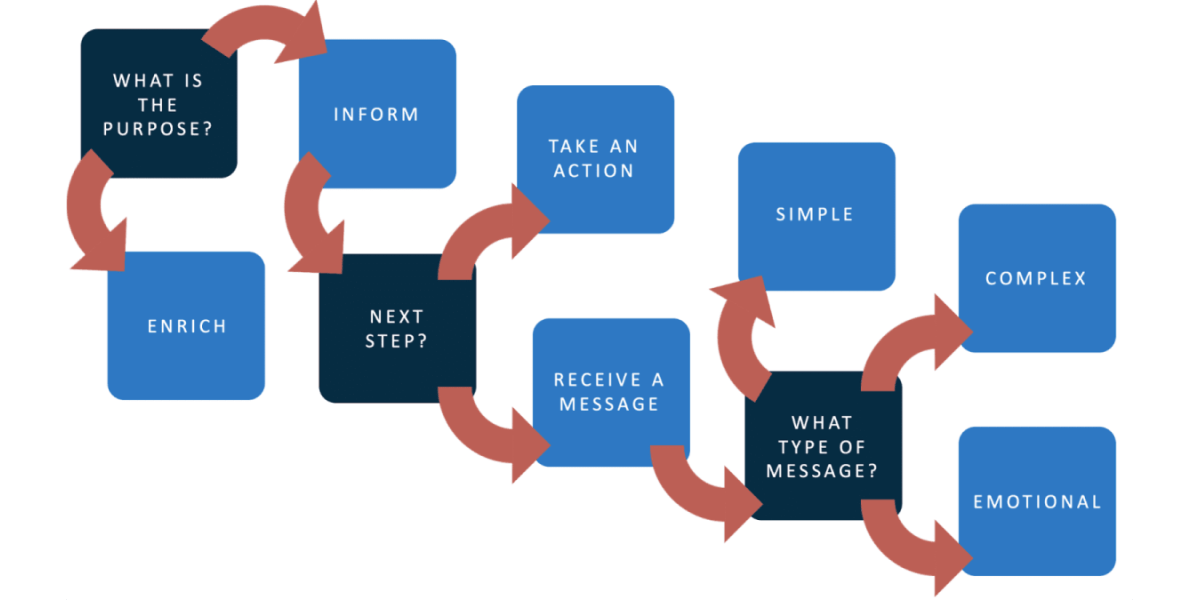 WHAT IS
THE
PURPOSE?
INFORM
TAKE AN
ACTION
SIMPLE
COMPLEX
ENRICH
NEXT
STEP?
RECEIVE A
MESSAGE
WHAT
TYPE OF
MESSAGE?
EMOTIONAL